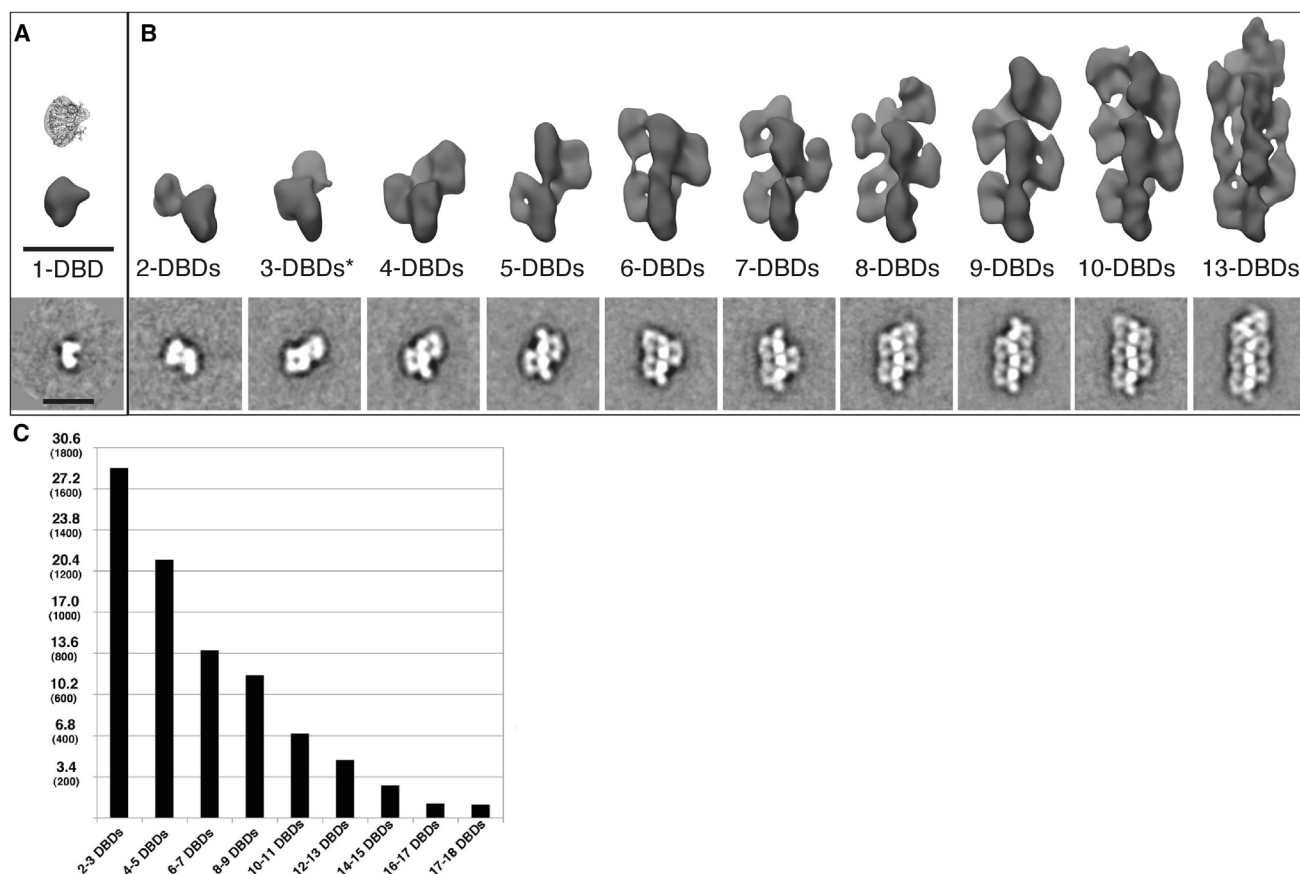 A
B
1-DBD
2-DBDs
3-DBDs*
4-DBDs
5-DBDs
6-DBDs
7-DBDs
8-DBDs
9-DBDs
10-DBDs
13-DBDs
C
30.6
(1800)
27.2
(1600)
23.8
(1400)
20.4
(1200)
17.0
(1000)
13.6
(800)
10.2
(600)
6.8
(400)
3.4
(200)
2-3 DBDs
4-5 DBDs
6-7 DBDs
8-9 DBDs
10-11 DBDs
12-13 DBDs
14-15 DBDs
16-17 DBDs
17-18 DBDs